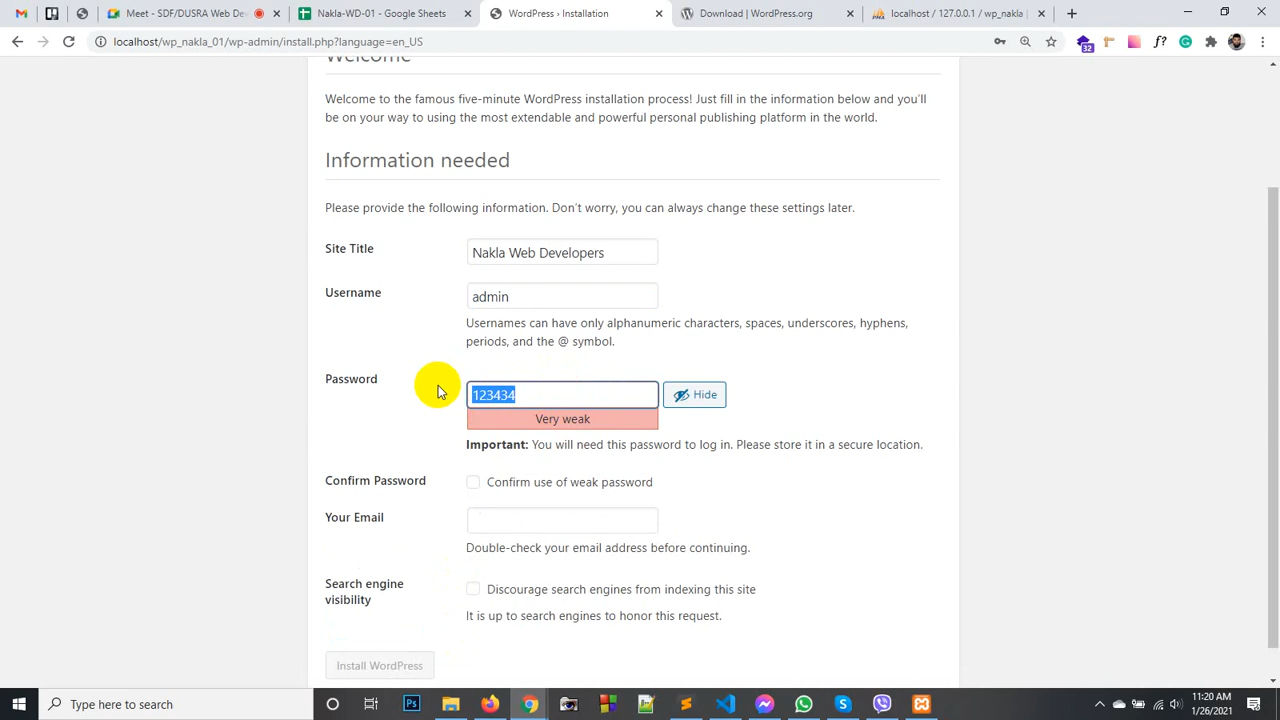 Meet - SDF/DUSRA Web Dev
Nakla-WD-01 - Google Sheets
WordPress › Installation
Download | WordPress.org
localhost / 127.0.0.1 / wp_nakla |
localhost/wp_nakla_01/wp-admin/install.php?language=en_US
32
f?
Welcome
Welcome to the famous five-minute WordPress installation process! Just fill in the information below and you’ll
be on your way to using the most extendable and powerful personal publishing platform in the world.
Information needed
Please provide the following information. Don’t worry, you can always change these settings later.
Site Title
Nakla Web Developers
Username
admin
Usernames can have only alphanumeric characters, spaces, underscores, hyphens,
periods, and the @ symbol.
Password
123434
Hide
Very weak
Important: You will need this password to log in. Please store it in a secure location.
Confirm Password
Confirm use of weak password
Your Email
Double-check your email address before continuing.
Search engine
visibility
Discourage search engines from indexing this site
It is up to search engines to honor this request.
Install WordPress
Type here to search
Ps
11:20 AM
1/26/2021